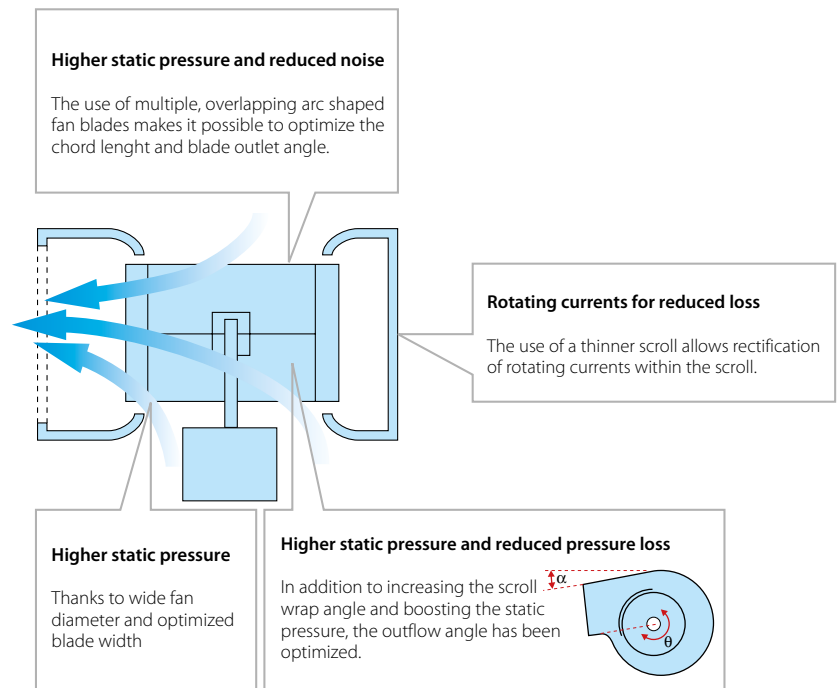 Higher static pressure and reduced noise
The use of multiple, overlapping arc shaped
fan blades makes it possible to optimize the
chord lenght and blade outlet angle.
Rotating currents for reduced loss
The use of a thinner scroll allows rectification
of rotating currents within the scroll.
Higher static pressure
Thanks to wide fan
diameter and optimized
blade width
Higher static pressure and reduced pressure loss
In addition to increasing the scroll
wrap angle and boosting the static
pressure, the outflow angle has been
optimized.
α
θ